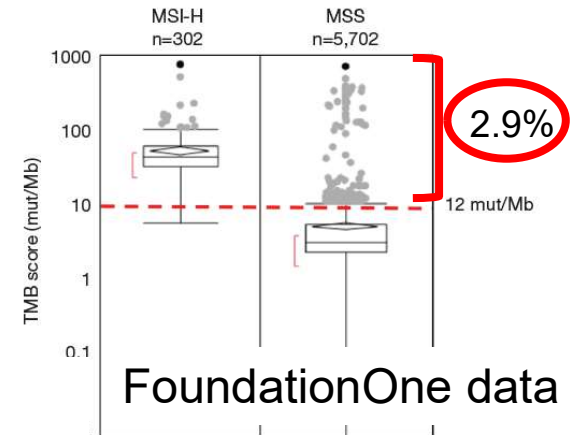 MSI-H MSS
n=302 n=5,702
1000
2.9%
100
12 mut/Mb
10
1
0.1
TMB score (mut/Mb)
FoundationOne data